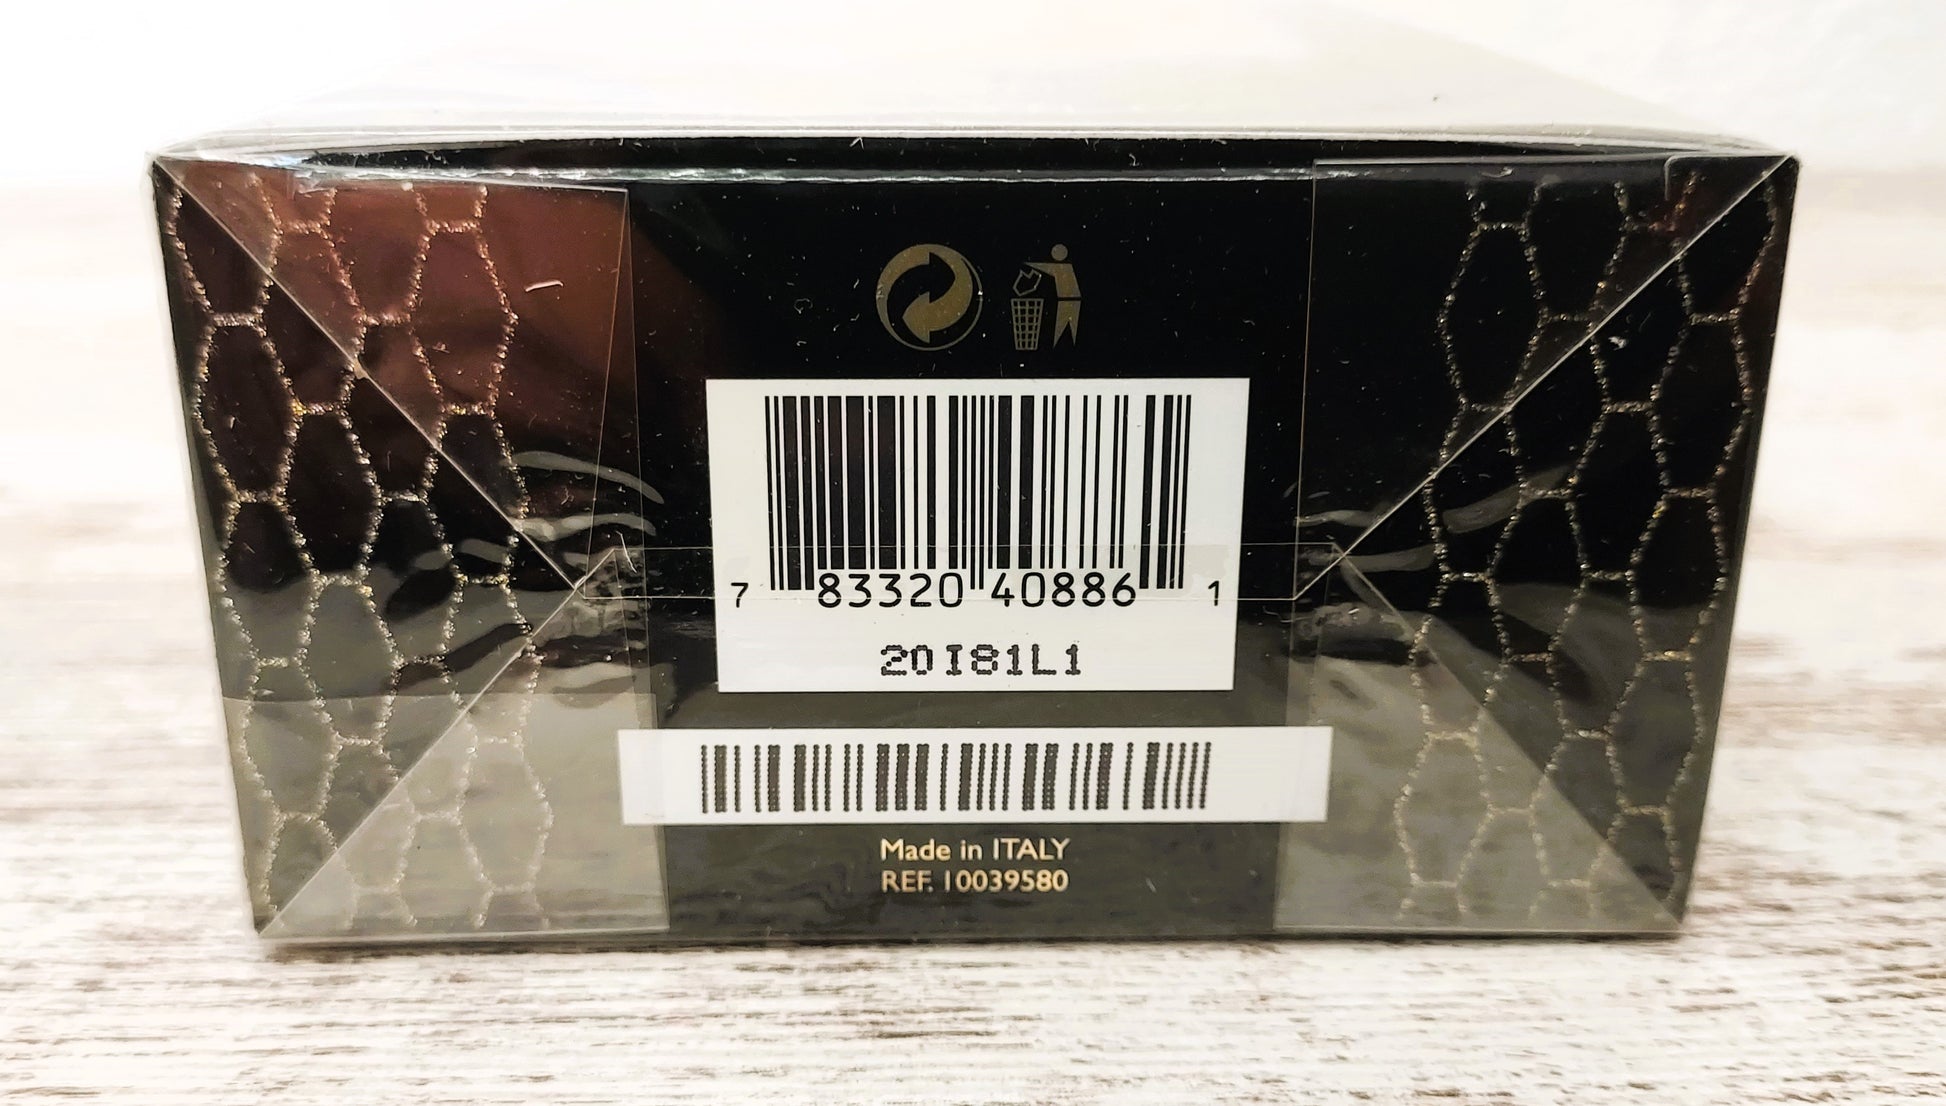 7 83320 40886 1
20I81L1
Made in ITALY
REF. 10039580